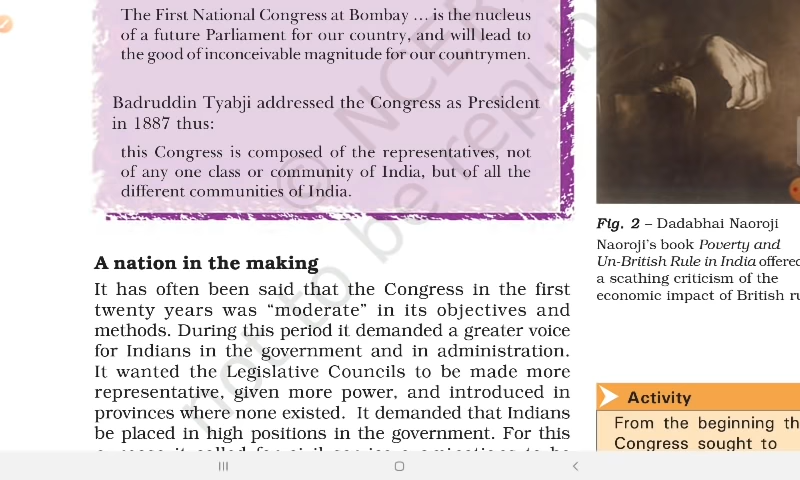 The First National Congress at Bombay ... is the nucleus
of a future Parliament for our country, and will lead to
the good of inconceivable magnitude for our countrymen.
Badruddin Tyabji addressed the Congress as President
in 1887 thus:
this Congress is composed of the representatives, not
of any one class or community of India, but of all the
different communities of India.
A nation in the making
It has often been said that the Congress in the first
twenty years was “moderate” in its objectives and
methods. During this period it demanded a greater voice
for Indians in the government and in administration.
It wanted the Legislative Councils to be made more
representative, given more power, and introduced in
provinces where none existed. It demanded that Indians
be placed in high positions in the government. For this
Fig. 2 – Dadabhai Naoroji
Naoroji's book Poverty and
Un-British Rule in India offered
a scathing criticism of the
economic impact of British
Activity
From the beginning
Congress sought to
© NCER
not to be repub